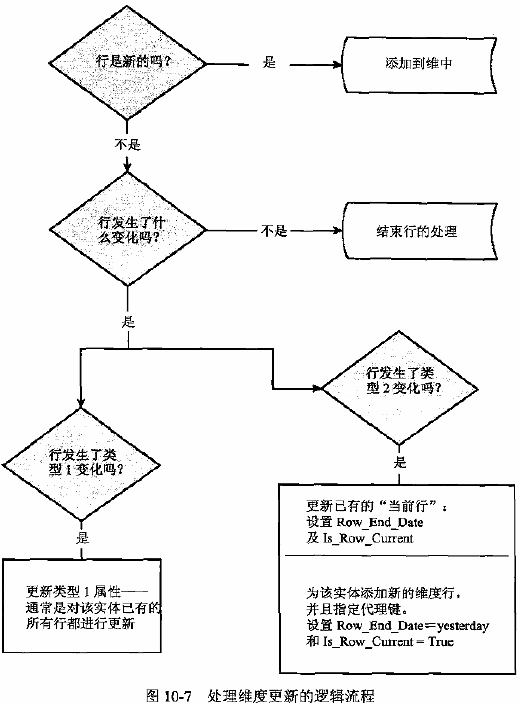 行是新的吗？
是
添加到维中
不是
行发生了什
么变化吗？
不是
结束行的处理
是
行发生了类
型2变化吗？
行发生了类
型1变化吗？
是
是
更新已有的“当前行”：
设置 Row_End_Date
及 Is_Row_Current
更新类型1属性——
通常是对该实体已有的
所有行都进行更新
为该实体添加新的维度行，
并且指定代理键。
设置 Row_End_Date=yesterday
和 Is_Row_Current = True
图 10-7 处理维度更新的逻辑流程